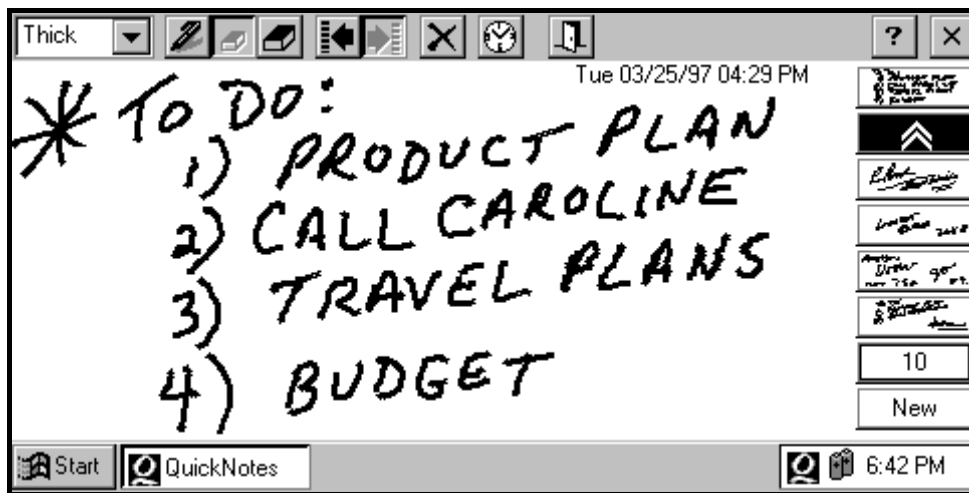 Thick
?
Tue 03/25/97 04:29 PM
* TO DO:
1) PRODUCT PLAN
2) CALL CAROLINE
3) TRAVEL PLANS
4) BUDGET
10
New
Start
QuickNotes
6:42 PM